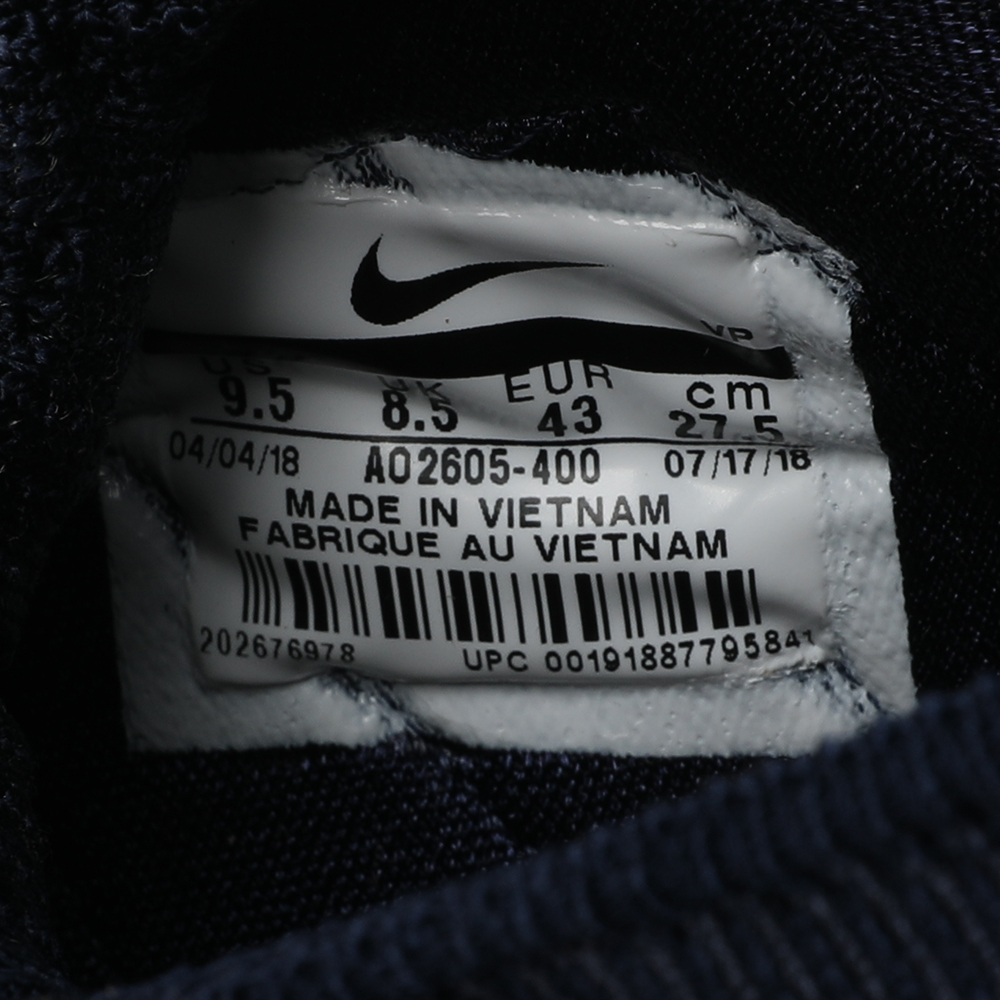 VP
US UK EUR cm
9.5 8.5 43 27.5
04/04/18 AO2605-400 07/17/18
MADE IN VIETNAM
FABRIQUE AU VIETNAM
202676978 UPC 00191887795841